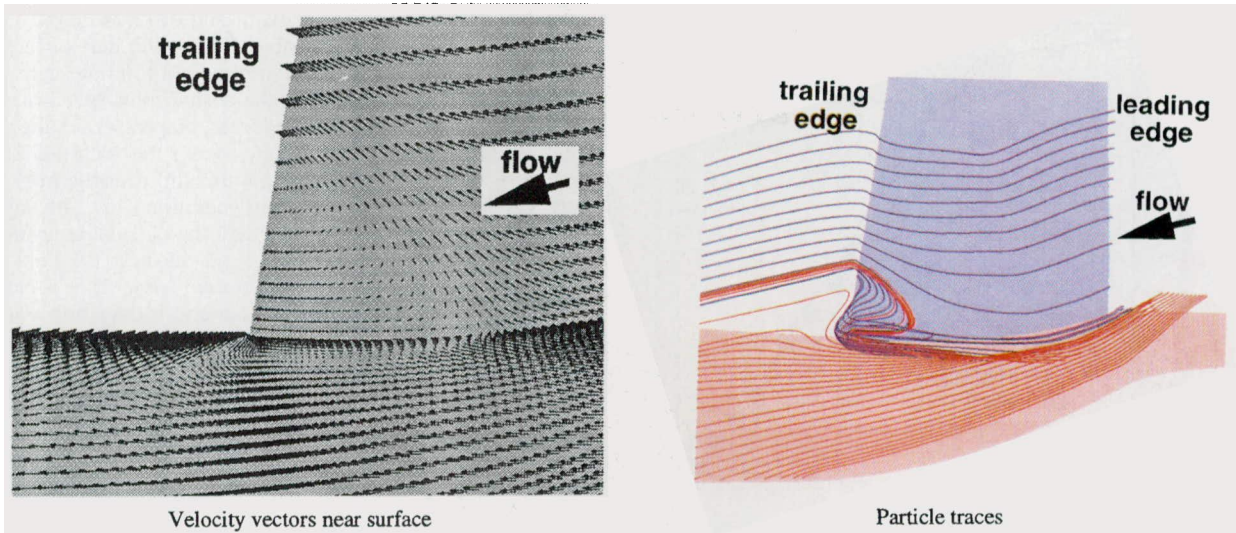 trailing
edge
flow
trailing
edge
leading
edge
flow
Velocity vectors near surface
Particle traces